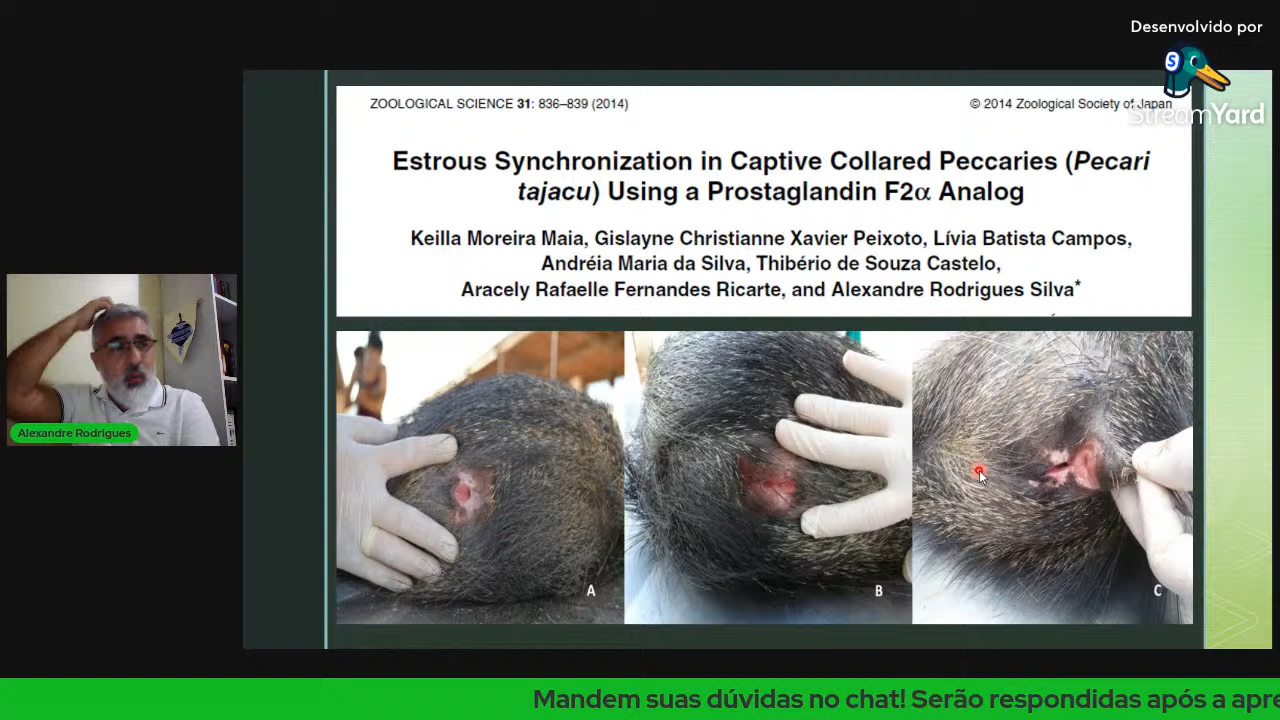 Desenvolvido por
StreamYard
ZOOLOGICAL SCIENCE 31: 836–839 (2014)
© 2014 Zoological Society of Japan
Estrous Synchronization in Captive Collared Peccaries (Pecari
tajacu) Using a Prostaglandin F2α Analog
Keilla Moreira Maia, Gislayne Christianne Xavier Peixoto, Lívia Batista Campos,
Andréia Maria da Silva, Thibério de Souza Castelo,
Aracely Rafaelle Fernandes Ricarte, and Alexandre Rodrigues Silva*
Alexandre Rodrigues
A
B
C
Mandem suas dúvidas no chat! Serão respondidas após a apre